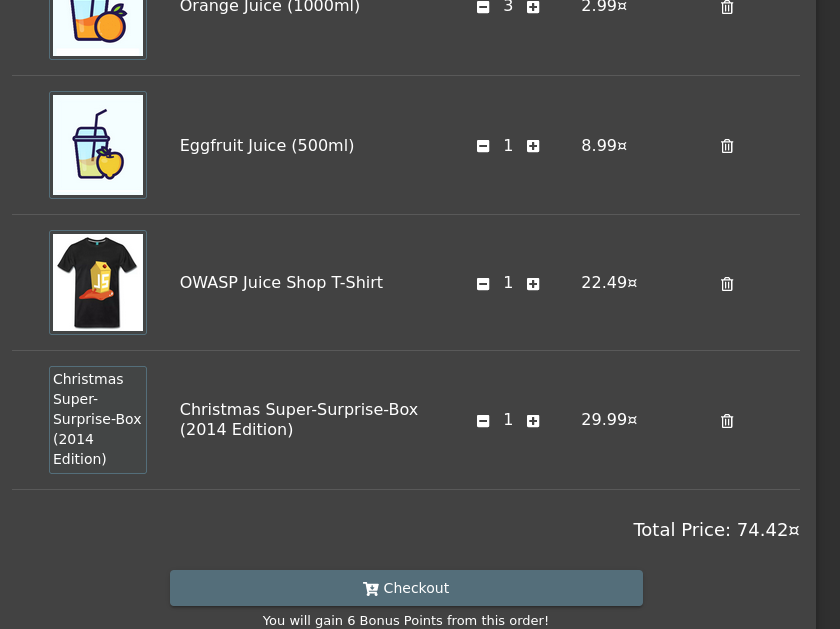 Orange Juice (1000ml) 3 2.99¤
Eggfruit Juice (500ml) 1 8.99¤
JS
OWASP Juice Shop T-Shirt 1 22.49¤
Christmas
Super-
Surprise-Box
(2014
Edition)
Christmas Super-Surprise-Box
(2014 Edition)
1 29.99¤
Total Price: 74.42¤
Checkout
You will gain 6 Bonus Points from this order!